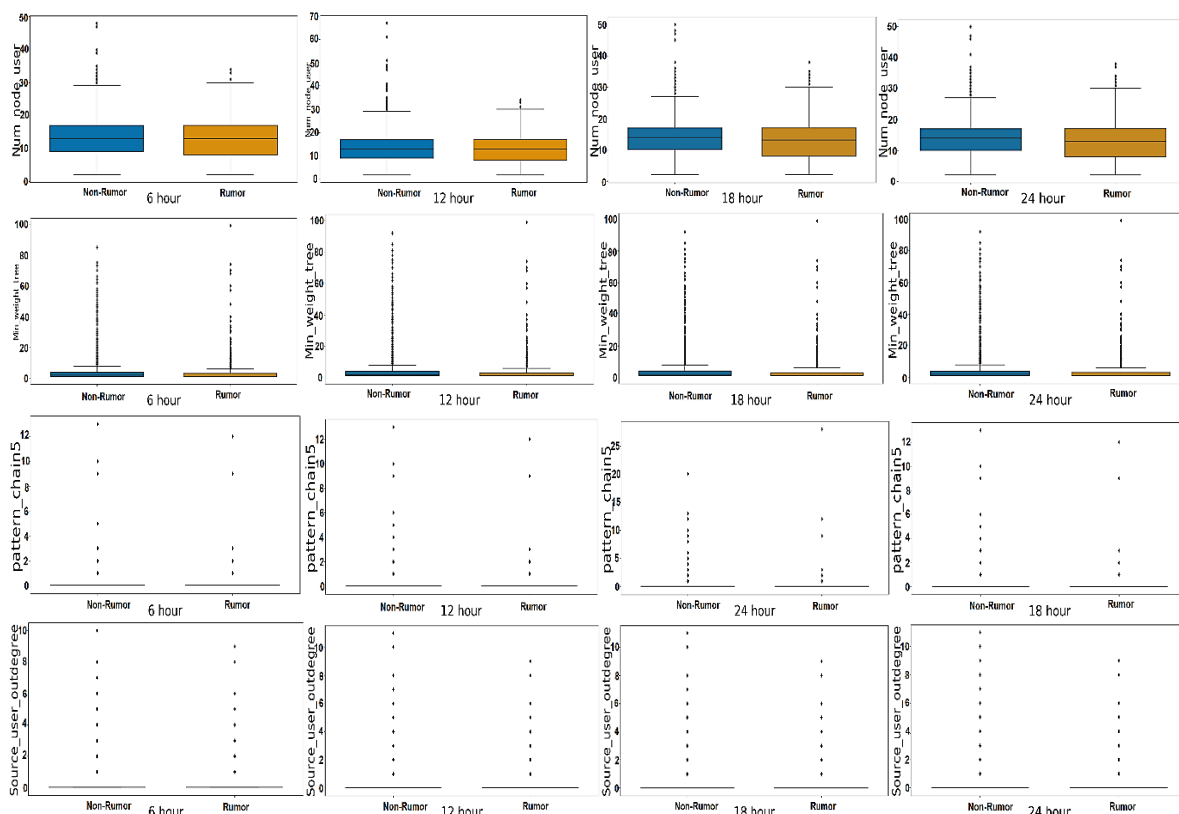 Num_node_user
50
40
30
20
10
0
Non-Rumor Rumor
6 hour
Num_node_user
70
60
50
40
30
20
10
0
Non-Rumor Rumor
12 hour
Num_node_user
50
40
30
20
10
0
Non-Rumor Rumor
18 hour
Num_node_user
50
40
30
20
10
0
Non-Rumor Rumor
24 hour
Min_weight_tree
100
80
60
40
20
0
Non-Rumor Rumor
6 hour
Min_weight_tree
100
80
60
40
20
0
Non-Rumor Rumor
12 hour
Min_weight_tree
100
80
60
40
20
0
Non-Rumor Rumor
18 hour
Min_weight_tree
100
80
60
40
20
0
Non-Rumor Rumor
24 hour
pattern_chain5
12
10
8
6
4
2
0
Non-Rumor Rumor
6 hour
pattern_chain5
12
10
8
6
4
2
0
Non-Rumor Rumor
12 hour
pattern_chain5
25
20
15
10
5
0
Non-Rumor Rumor
24 hour
pattern_chain5
12
10
8
6
4
2
0
Non-Rumor Rumor
18 hour
Source_user_outdegree
10
8
6
4
2
0
Non-Rumor Rumor
6 hour
Source_user_outdegree
10
8
6
4
2
0
Non-Rumor Rumor
12 hour
Source_user_outdegree
10
8
6
4
2
0
Non-Rumor Rumor
18 hour
Source_user_outdegree
10
8
6
4
2
0
Non-Rumor Rumor
24 hour